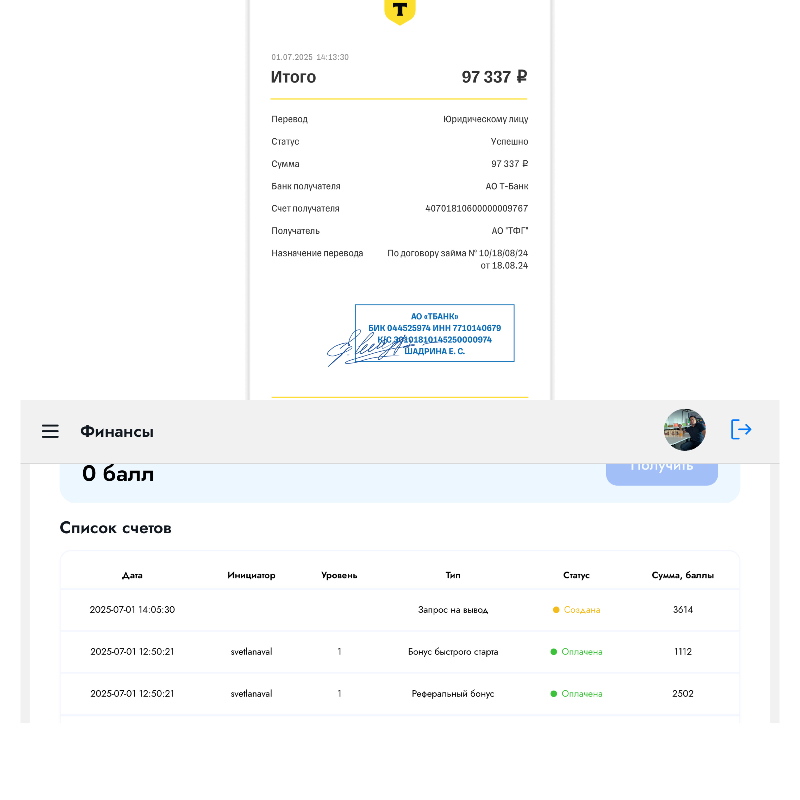 Т
01.07.2025 14:13:30
Итого 97 337 ₽
Перевод Юридическому лицу
Статус Успешно
Сумма 97 337 ₽
Банк получателя АО Т-Банк
Счет получателя 40701810600000009767
Получатель АО "ТФГ"
Назначение перевода По договору займа № 10/18/08/24
от 18.08.24
АО «ТБАНК»
БИК 044525974 ИНН 7710140679
К/С 30101810145250000974
ШАДРИНА Е. С.
Финансы
0 балл Получить
Список счетов
Дата Инициатор Уровень Тип Статус Сумма, баллы
2025-07-01 14:05:30 Запрос на вывод Создана 3614
2025-07-01 12:50:21 svetlanaval 1 Бонус быстрого старта Оплачена 1112
2025-07-01 12:50:21 svetlanaval 1 Реферальный бонус Оплачена 2502